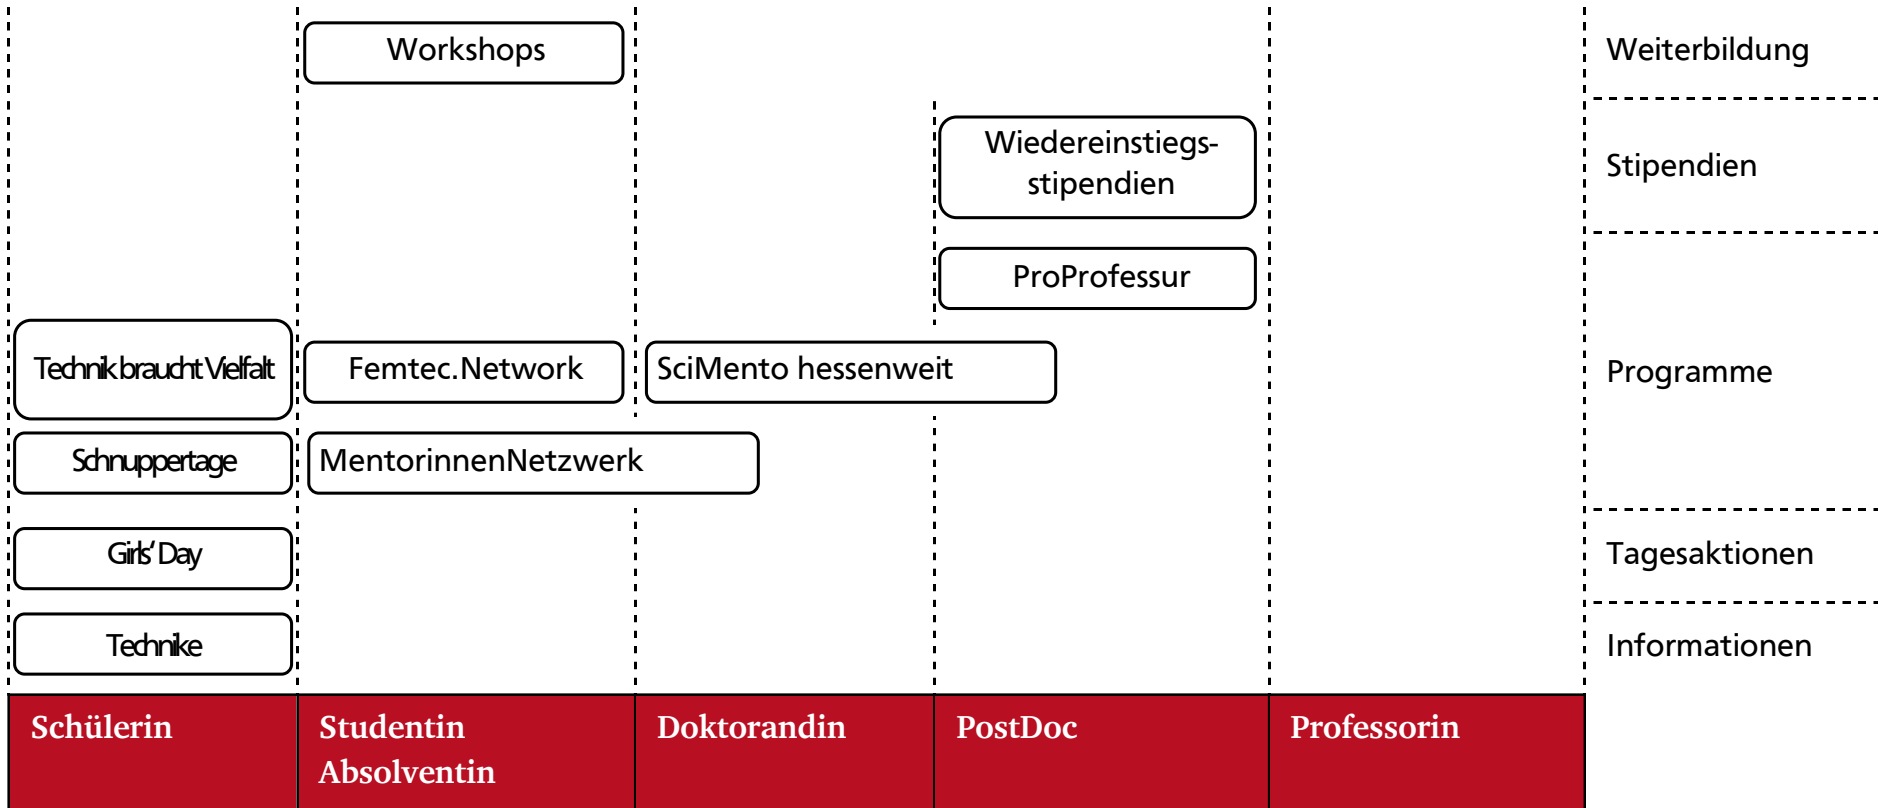 Workshops
Weiterbildung
Wiedereinstiegs-
stipendien
Stipendien
ProProfessur
Technik braucht Vielfalt
Femtec.Network
SciMento hessenweit
Programme
Schnuppertage
MentorinnenNetzwerk
Girls’ Day
Tagesaktionen
Technike
Informationen
Schülerin
Studentin
Absolventin
Doktorandin
PostDoc
Professorin